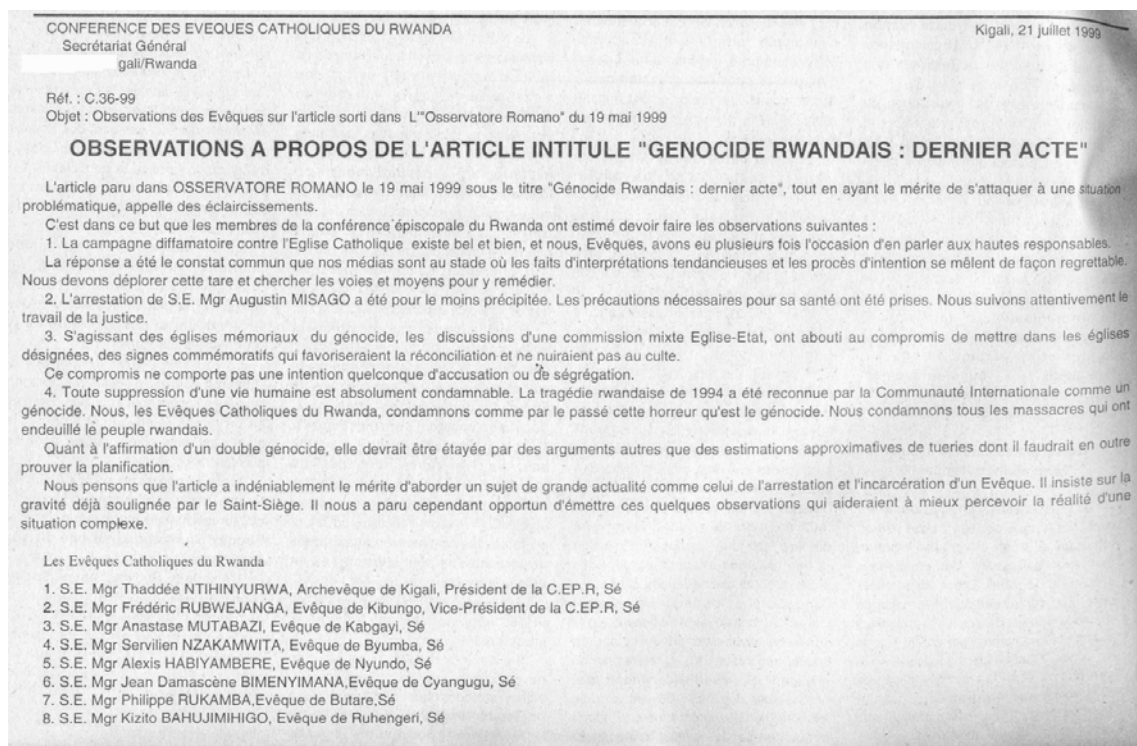 CONFERENCE DES EVEQUES CATHOLIQUES DU RWANDA
Kigali, 21 juillet 1999
Secrétariat Général
gali/Rwanda
Réf. : C.36-99
Objet : Observations des Evêques sur l'article sorti dans L'"Osservatore Romano" du 19 mai 1999
OBSERVATIONS A PROPOS DE L'ARTICLE INTITULE "GENOCIDE RWANDAIS : DERNIER ACTE"
L'article paru dans OSSERVATORE ROMANO le 19 mai 1999 sous le titre "Génocide Rwandais : dernier acte", tout en ayant le mérite de s'attaquer à une situation
problématique, appelle des éclaircissements.
C'est dans ce but que les membres de la conférence épiscopale du Rwanda ont estimé devoir faire les observations suivantes :
1. La campagne diffamatoire contre l'Eglise Catholique existe bel et bien, et nous, Evêques, avons eu plusieurs fois l'occasion d'en parler aux hautes responsables.
La réponse a été le constat commun que nos médias sont au stade où les faits d'interprétations tendancieuses et les procès d'intention se mêlent de façon regrettable.
Nous devons déplorer cette tare et chercher les voies et moyens pour y remédier.
2. L'arrestation de S.E. Mgr Augustin MISAGO a été pour le moins précipitée. Les précautions nécessaires pour sa santé ont été prises. Nous suivons attentivement le
travail de la justice.
3. S'agissant des églises mémoriaux du génocide, les discussions d'une commission mixte Eglise-Etat, ont abouti au compromis de mettre dans les églises
désignées, des signes commémoratifs qui favoriseraient la réconciliation et ne nuiraient pas au culte.
Ce compromis ne comporte pas une intention quelconque d'accusation ou de ségrégation.
4. Toute suppression d'une vie humaine est absolument condamnable. La tragédie rwandaise de 1994 a été reconnue par la Communauté Internationale comme un
génocide. Nous, les Evêques Catholiques du Rwanda, condamnons comme par le passé cette horreur qu'est le génocide. Nous condamnons tous les massacres qui ont
endeuillé le peuple rwandais.
Quant à l'affirmation d'un double génocide, elle devrait être étayée par des arguments autres que des estimations approximatives de tueries dont il faudrait en outre
prouver la planification.
Nous pensons que l'article a indéniablement le mérite d'aborder un sujet de grande actualité comme celui de l'arrestation et l'incarcération d'un Evêque. Il insiste sur la
gravité déjà soulignée par le Saint-Siège. Il nous a paru cependant opportun d'émettre ces quelques observations qui aideraient à mieux percevoir la réalité d'une
situation complexe.
Les Evêques Catholiques du Rwanda
1. S.E. Mgr Thaddée NTIHINYURWA, Archevêque de Kigali, Président de la C.EP.R, Sé
2. S.E. Mgr Frédéric RUBWEJANGA, Evêque de Kibungo, Vice-Président de la C.EP.R, Sé
3. S.E. Mgr Anastase MUTABAZI, Evêque de Kabgayi, Sé
4. S.E. Mgr Servilien NZAKAMWITA, Evêque de Byumba, Sé
5. S.E. Mgr Alexis HABIYAMBERE, Evêque de Nyundo, Sé
6. S.E. Mgr Jean Damascène BIMENYIMANA,Evêque de Cyangugu, Sé
7. S.E. Mgr Philippe RUKAMBA,Evêque de Butare,Sé
8. S.E. Mgr Kizito BAHUJIMIHIGO, Evêque de Ruhengeri, Sé